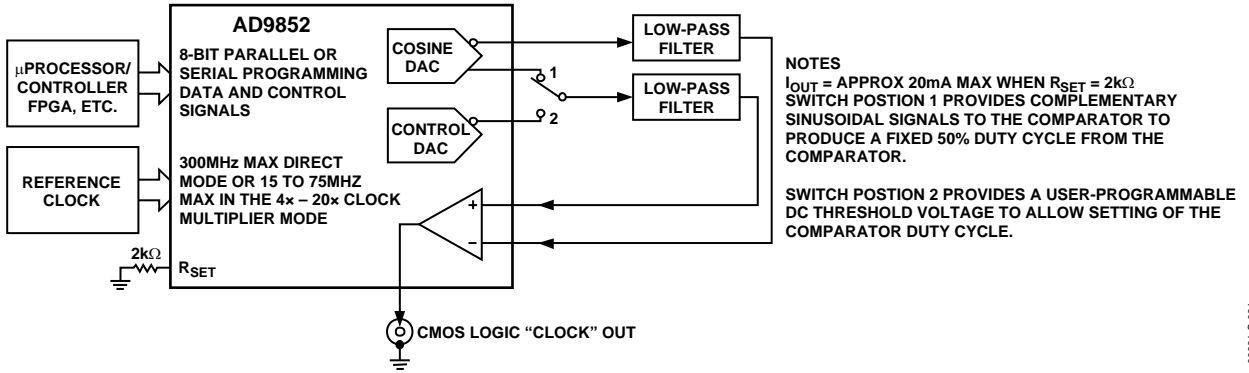 AD9852
μPROCESSOR/
CONTROLLER
FPGA, ETC.
8-BIT PARALLEL OR
SERIAL PROGRAMMING
DATA AND CONTROL
SIGNALS
COSINE
DAC
1
2
CONTROL
DAC
LOW-PASS
FILTER
LOW-PASS
FILTER
REFERENCE
CLOCK
300MHz MAX DIRECT
MODE OR 15 TO 75MHZ
MAX IN THE 4× – 20× CLOCK
MULTIPLIER MODE
+
–
2kΩ
RSET
CMOS LOGIC “CLOCK” OUT
NOTES
IOUT = APPROX 20mA MAX WHEN RSET = 2kΩ
SWITCH POSTION 1 PROVIDES COMPLEMENTARY
SINUSOIDAL SIGNALS TO THE COMPARATOR TO
PRODUCE A FIXED 50% DUTY CYCLE FROM THE
COMPARATOR.
SWITCH POSTION 2 PROVIDES A USER-PROGRAMMABLE
DC THRESHOLD VOLTAGE TO ALLOW SETTING OF THE
COMPARATOR DUTY CYCLE.